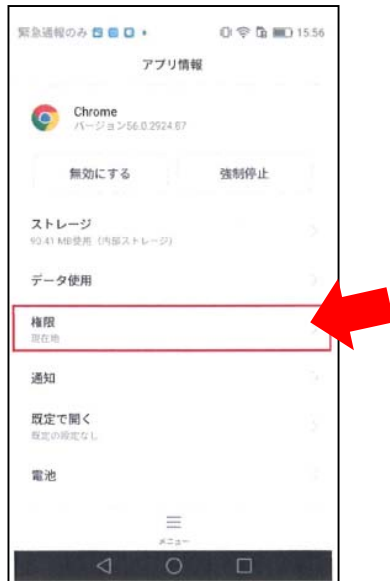 緊急通報のみ 15:56
アプリ情報
Chrome
バージョン56.0.2924.87
無効にする 強制停止
ストレージ
90.41 MB使用（内部ストレージ）
データ使用
権限
現在地
通知
既定で開く
既定の設定なし
電池
メニュー